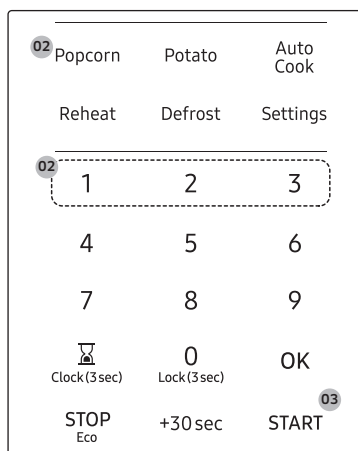 02 Popcorn Potato Auto Cook
Reheat Defrost Settings
02
1 2 3
4 5 6
7 8 9
Clock(3 sec) 0 Lock(3 sec) OK
03
STOP Eco +30 sec START